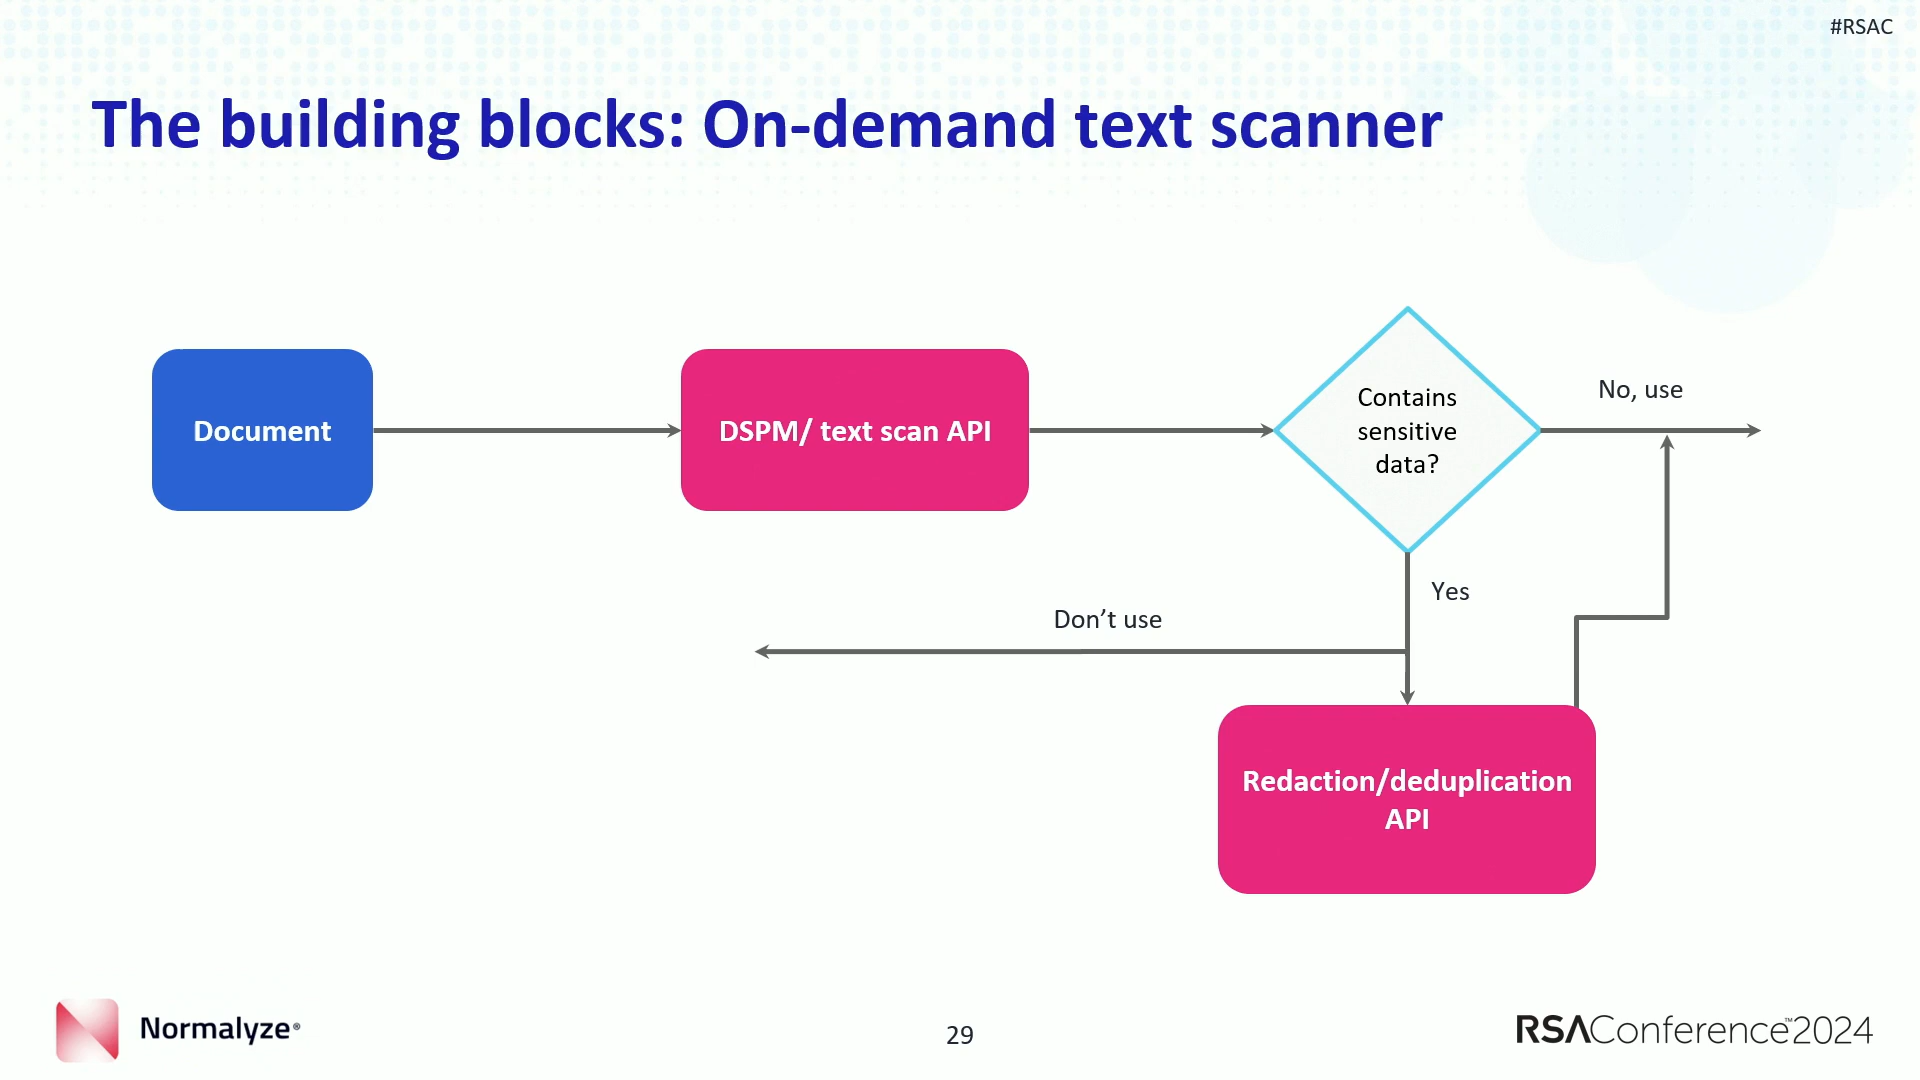 #RSAC
The building blocks: On-demand text scanner
Document
DSPM/ text scan API
Contains
sensitive
data?
No, use
Yes
Don’t use
Redaction/deduplication
API
Normalyze®
29
RSAConference™2024